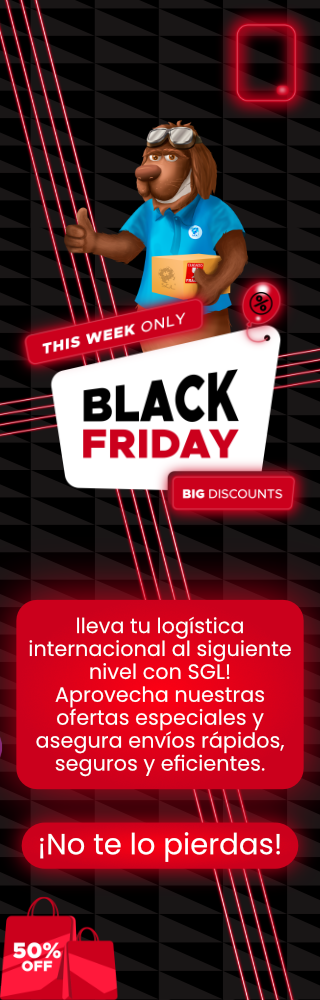 THIS WEEK ONLY
%
BLACK
FRIDAY
BIG DISCOUNTS
lleva tu logística
internacional al siguiente
nivel con SGL!
Aprovecha nuestras
ofertas especiales y
asegura envíos rápidos,
seguros y eficientes.
¡No te lo pierdas!
50%
OFF